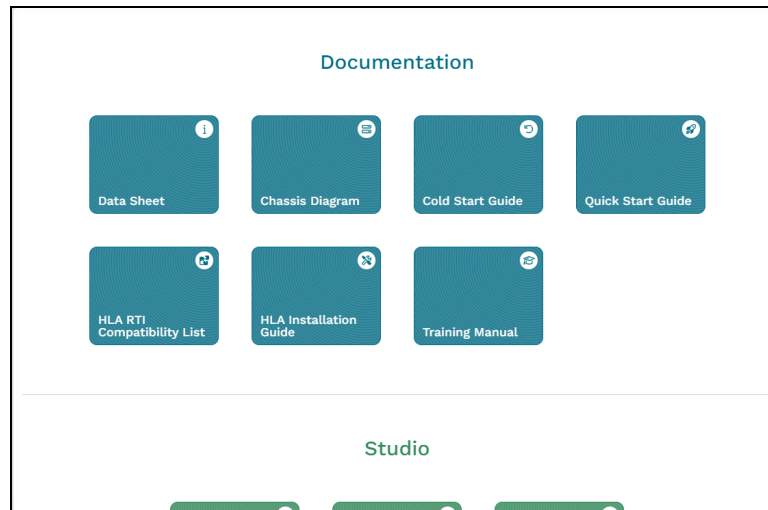 Documentation
Data Sheet
Chassis Diagram
Cold Start Guide
Quick Start Guide
HLA RTI
Compatibility List
HLA Installation
Guide
Training Manual
Studio